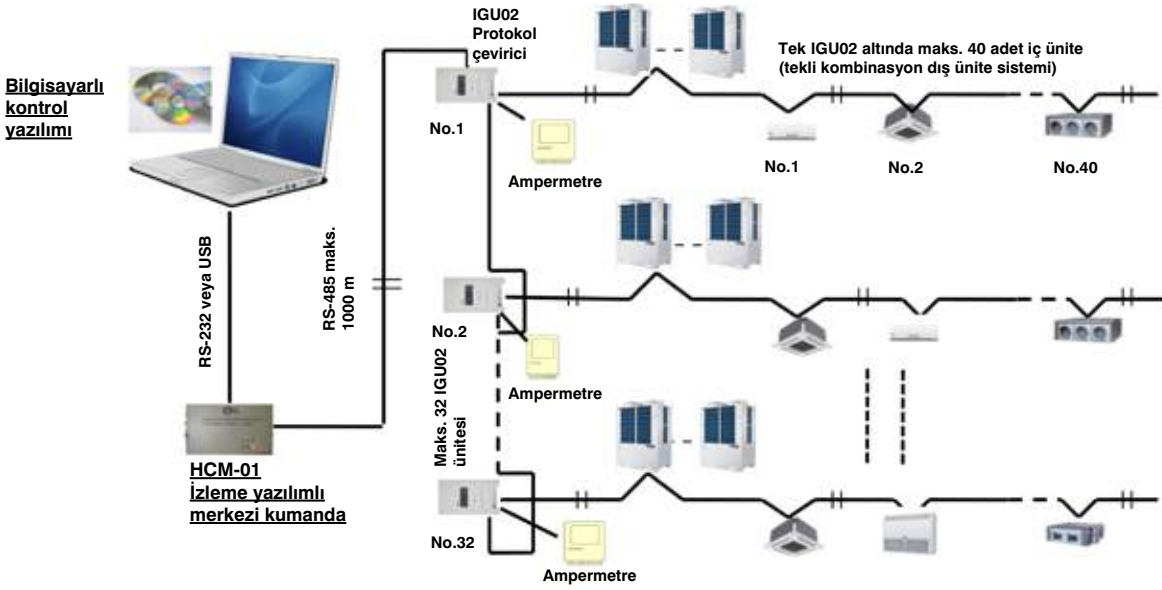 IGU02
Protokol
çevirici
Tek IGU02 altında maks. 40 adet iç ünite
(tekli kombinasyon dış ünite sistemi)
Bilgisayarlı
kontrol
yazılımı
No.1
Ampermetre
No.1
No.2
No.40
RS-232 veya USB
RS-485 maks.
1000 m
No.2
Ampermetre
Maks. 32 IGU02
ünitesi
HCM-01
İzleme yazılımlı
merkezi kumanda
No.32
Ampermetre